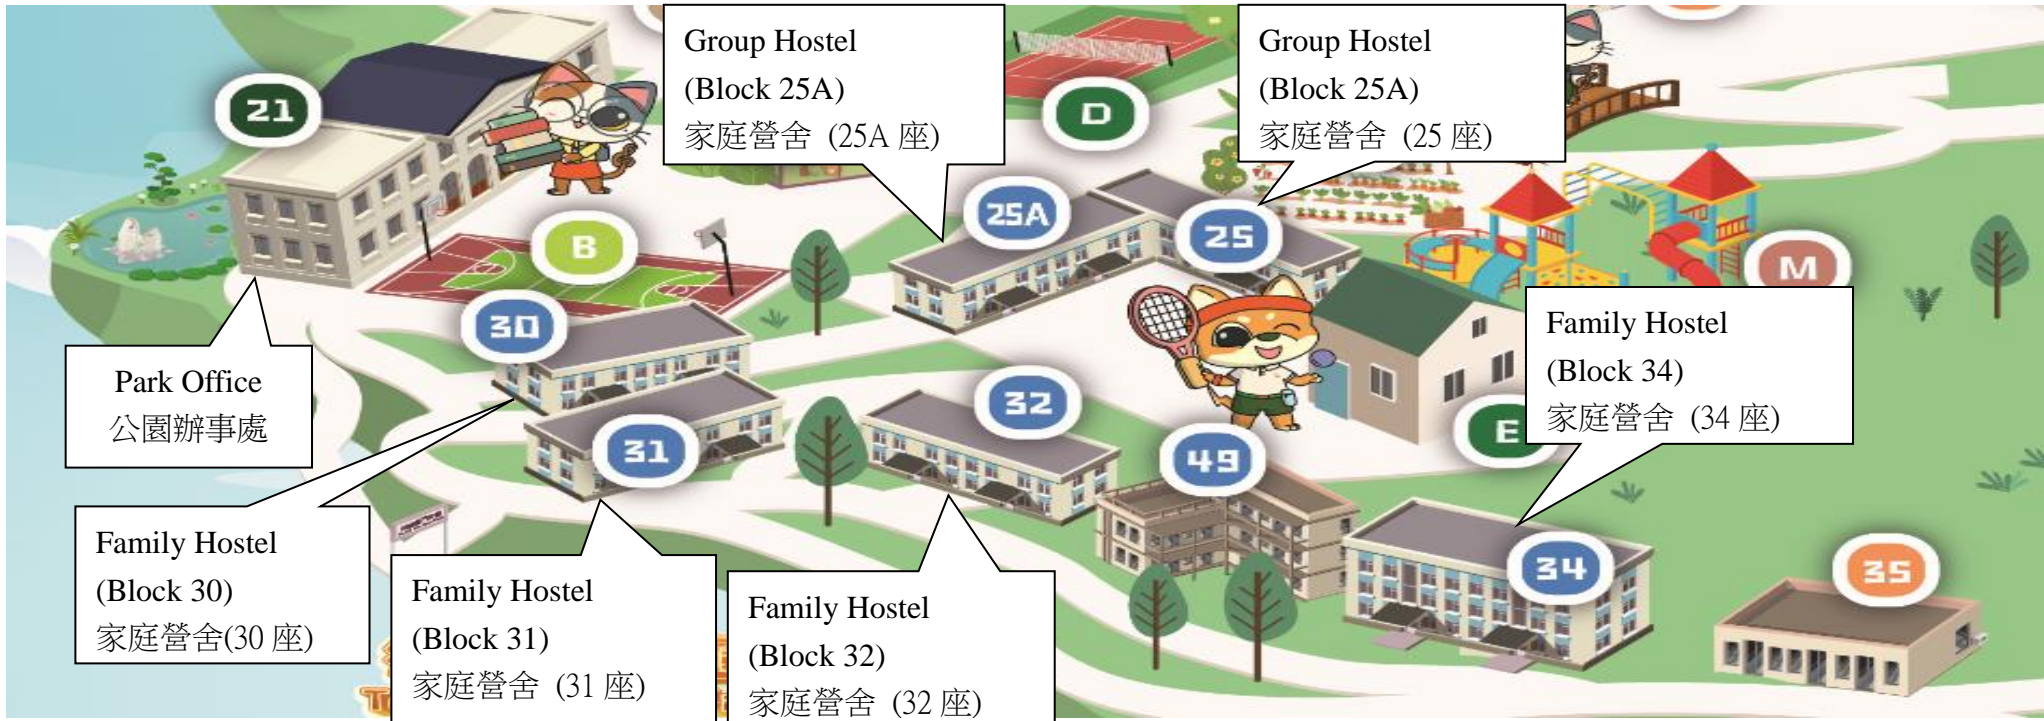 Group Hostel
(Block 25A)
家庭營舍 (25A 座)
Group Hostel
(Block 25A)
家庭營舍 (25 座)
21
D
25A
25
B
M
30
Park Office
公園辦事處
Family Hostel
(Block 34)
家庭營舍 (34 座)
32
31
49
E
Family Hostel
(Block 30)
家庭營舍(30 座)
Family Hostel
(Block 31)
家庭營舍 (31 座)
Family Hostel
(Block 32)
家庭營舍 (32 座)
34
35